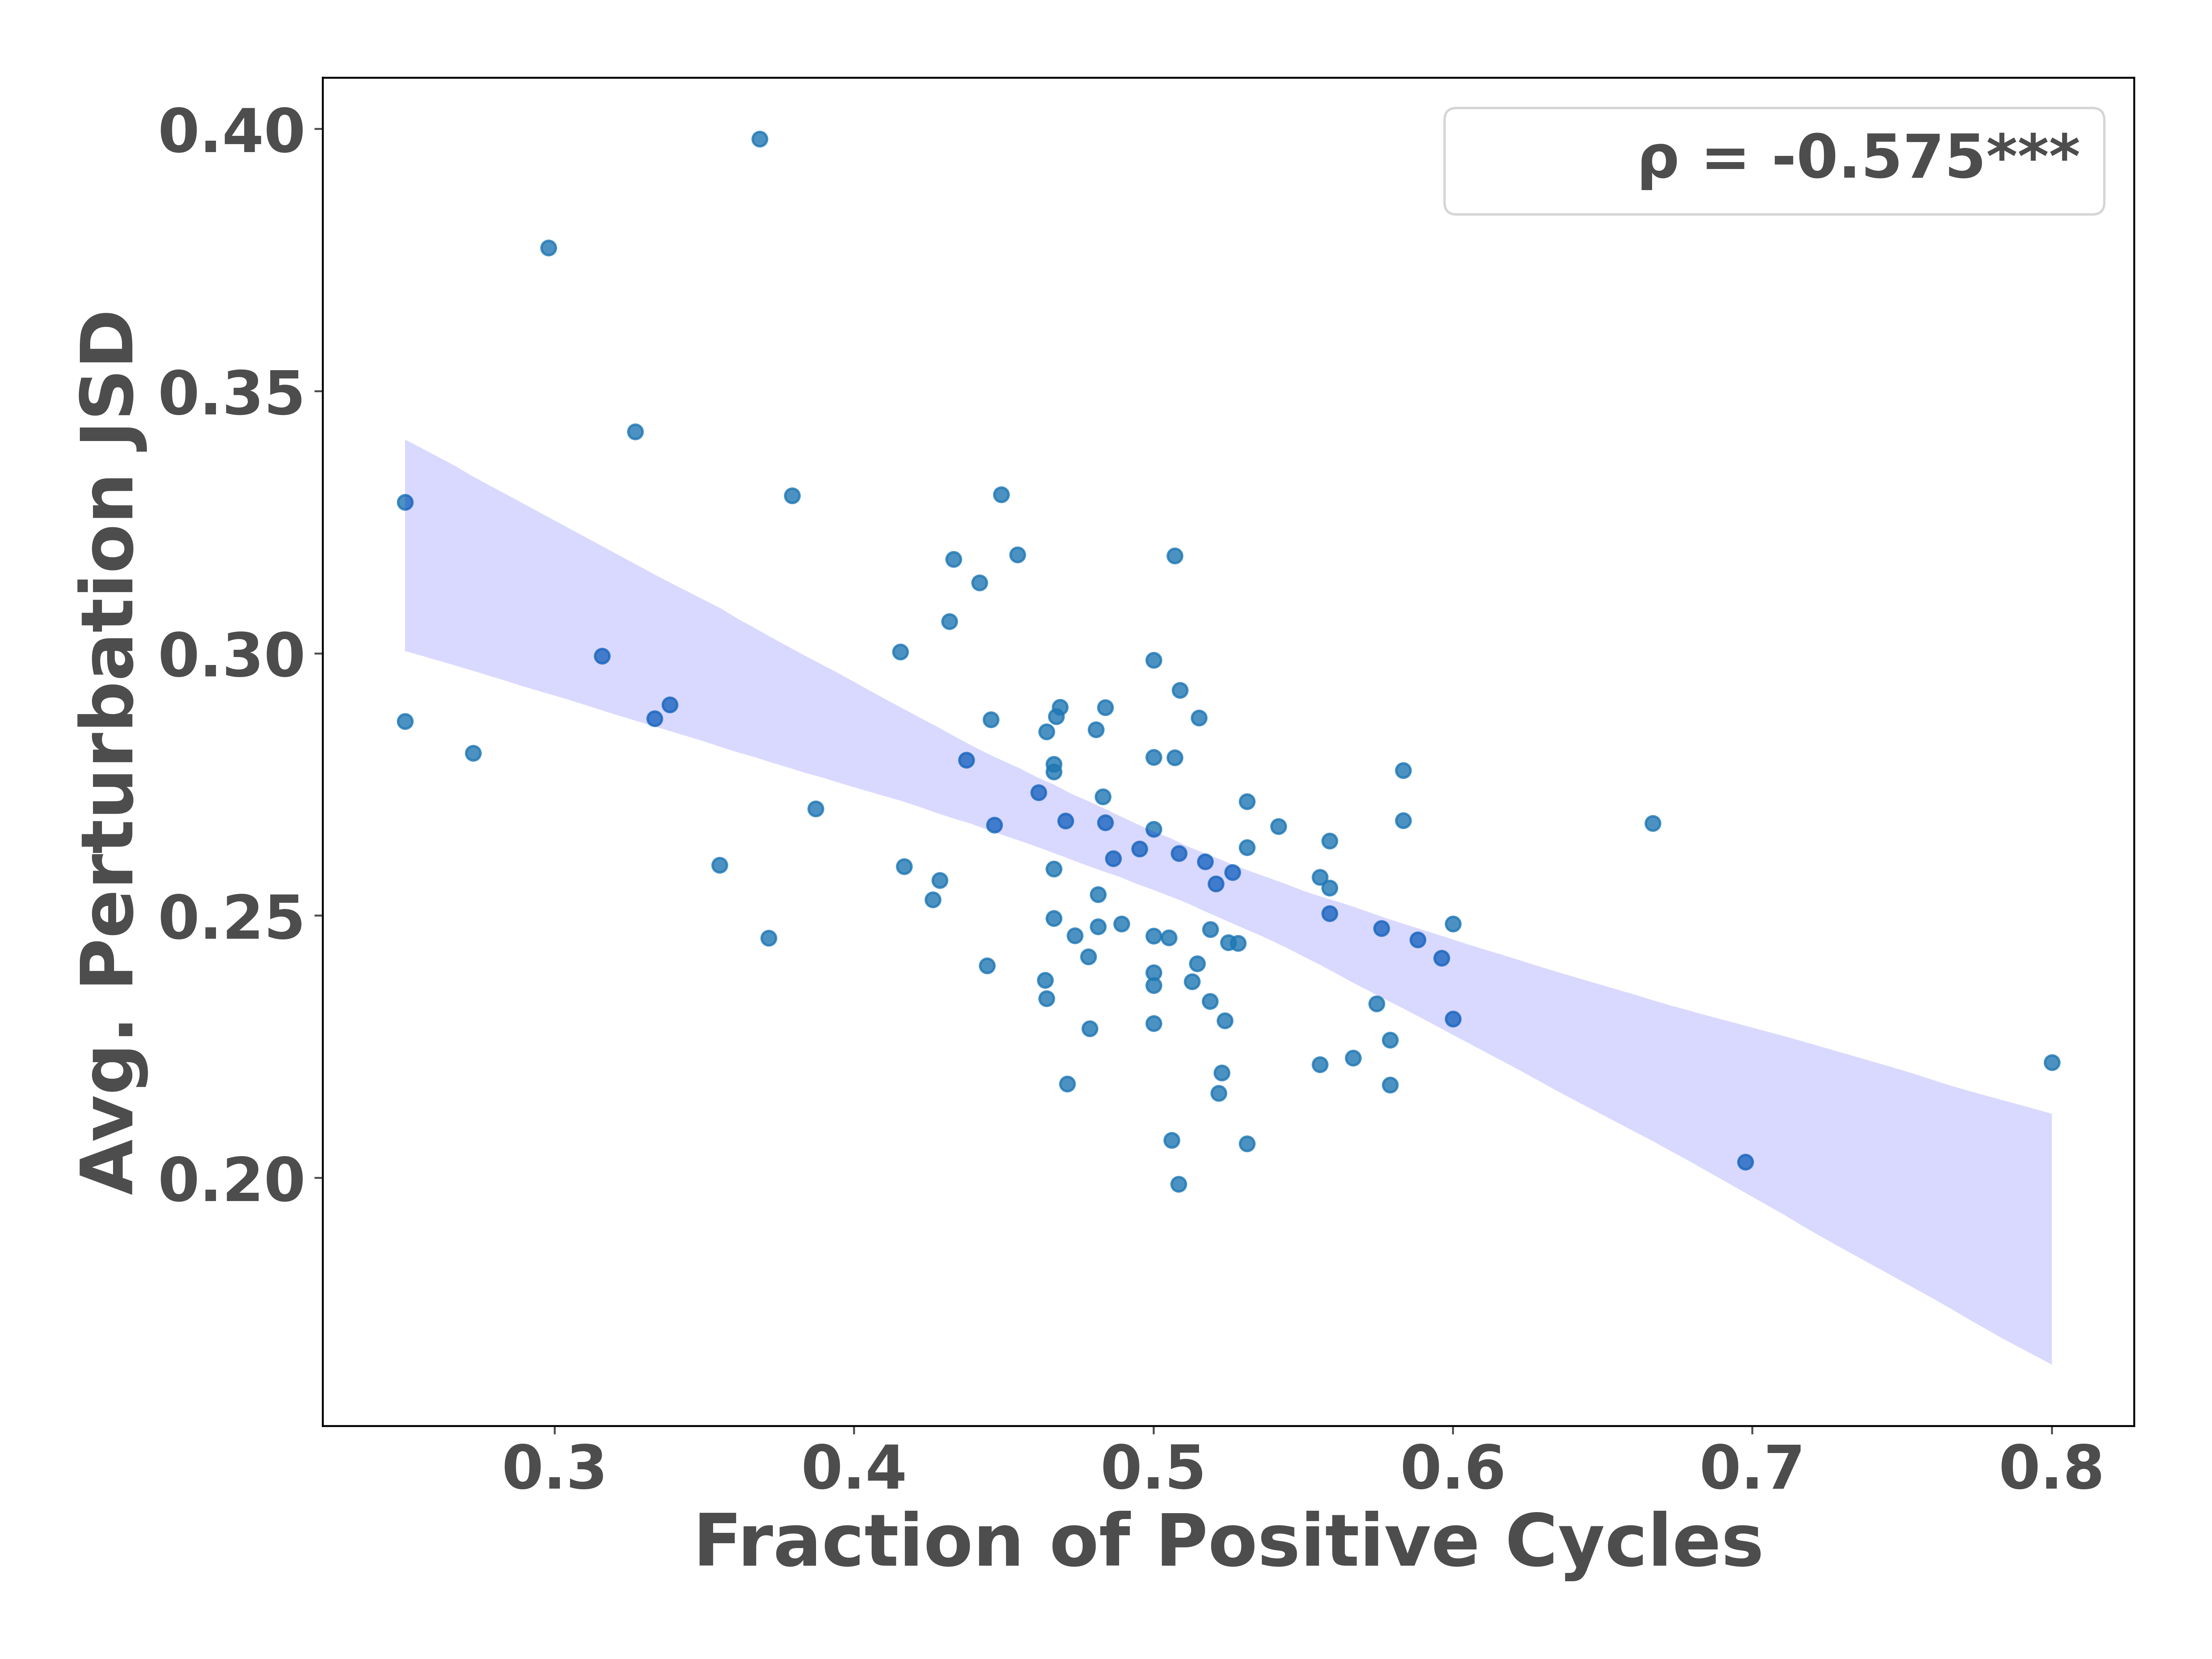 ρ = -0.575***
0.40
0.35
0.30
0.25
0.20
Avg. Perturbation JSD
0.3 0.4 0.5 0.6 0.7 0.8
Fraction of Positive Cycles